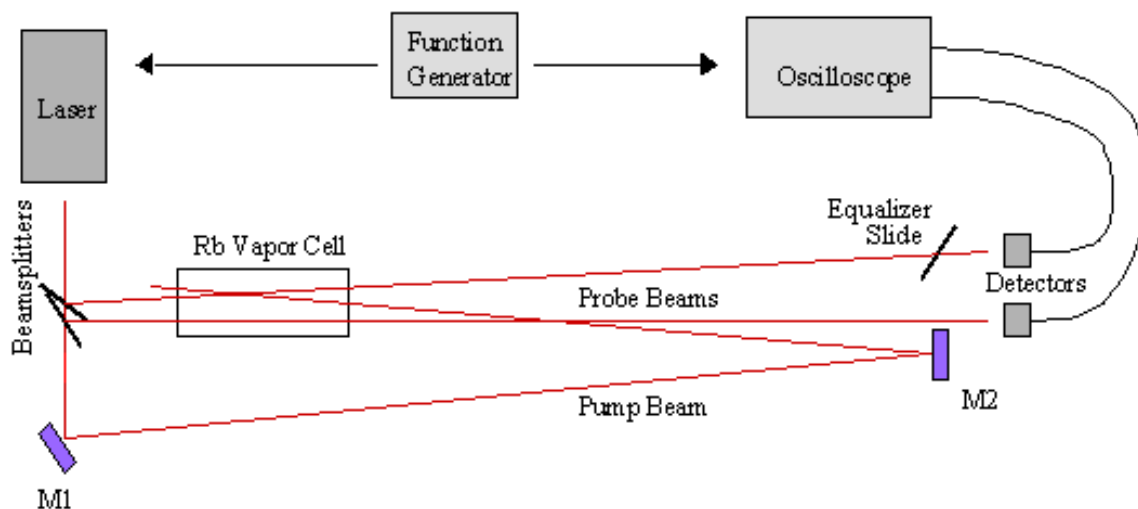 Function
Generator
Oscilloscope
Laser
Beamsplitters
Rb Vapor Cell
Equalizer
Slide
Detectors
Probe Beams
Pump Beam
M2
M1